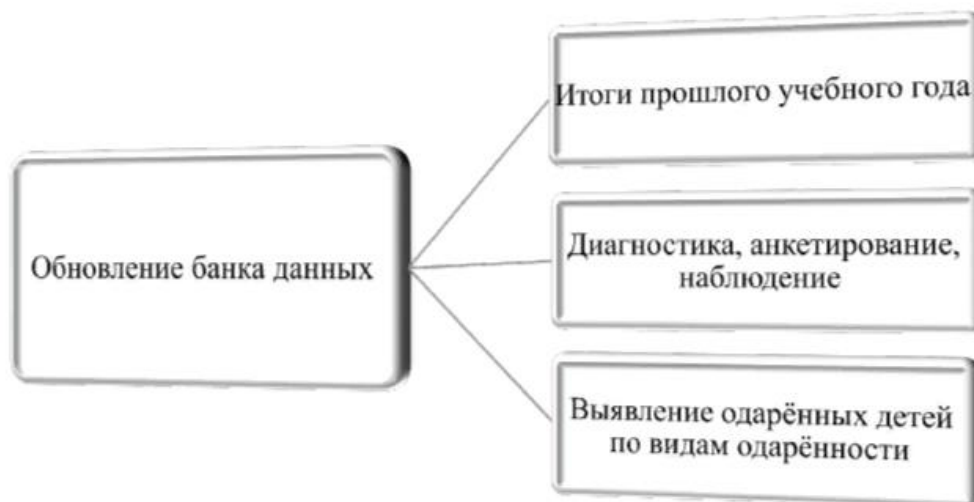 Обновление банка данных
Итоги прошлого учебного года
Диагностика, анкетирование,
наблюдение
Выявление одарённых детей
по видам одарённости